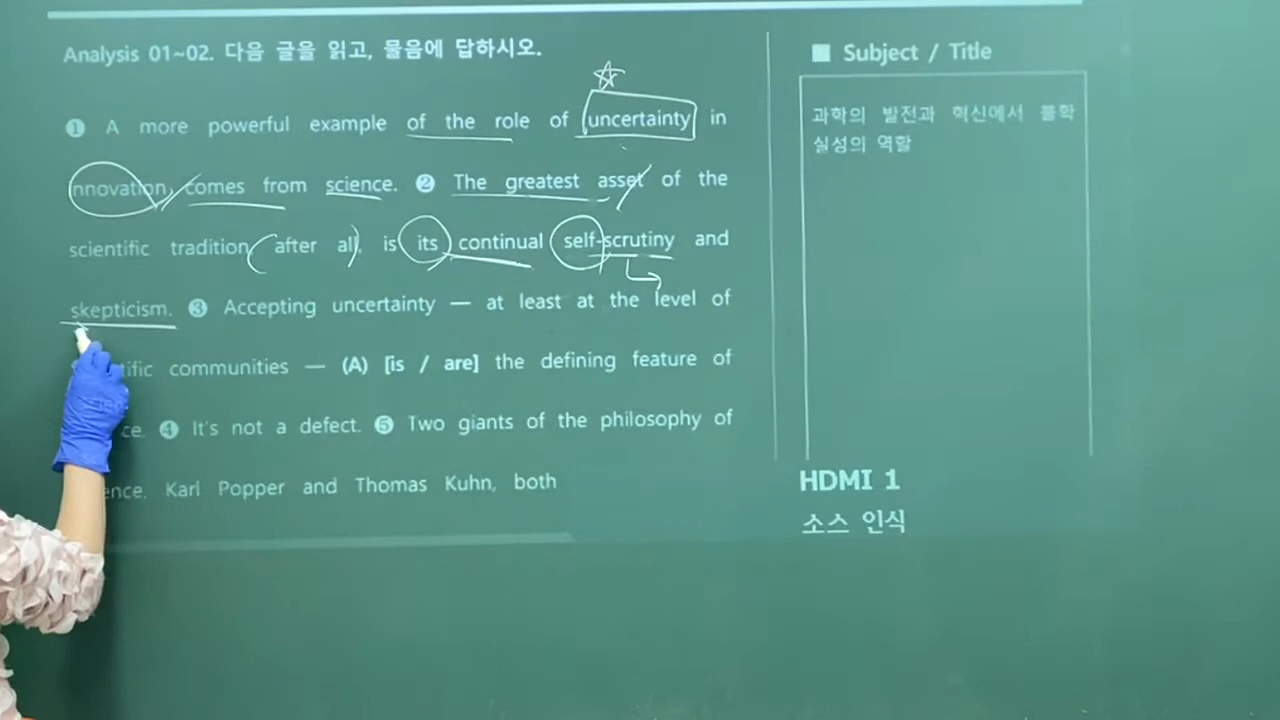 Analysis 01~02. 다음 글을 읽고, 물음에 답하시오.
❶ A more powerful example of the role of uncertainty in
nnovation, comes from science. ❷ The greatest asset of the
scientific tradition, after all, is its continual self-scrutiny and
skepticism. ❸ Accepting uncertainty — at least at the level of
tific communities — (A) [is / are] the defining feature of
ce. ❹ It's not a defect. ❺ Two giants of the philosophy of
ence, Karl Popper and Thomas Kuhn, both
■ Subject / Title
과학의 발전과 혁신에서 불확
실성의 역할
HDMI 1
소스 인식